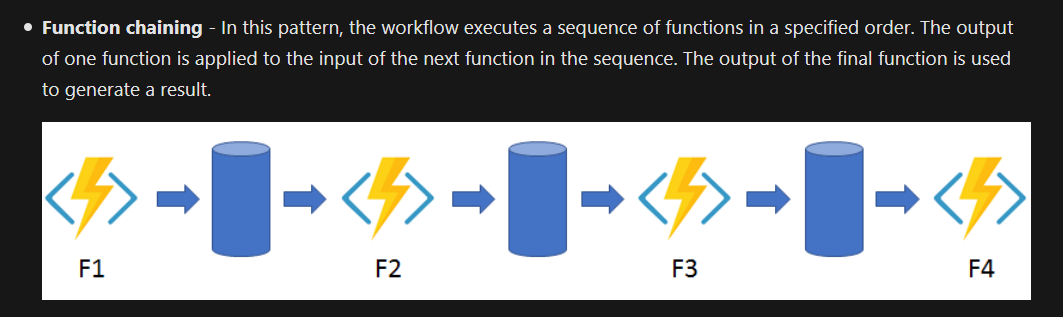 • Function chaining - In this pattern, the workflow executes a sequence of functions in a specified order. The output
of one function is applied to the input of the next function in the sequence. The output of the final function is used
to generate a result.
F1 F2 F3 F4